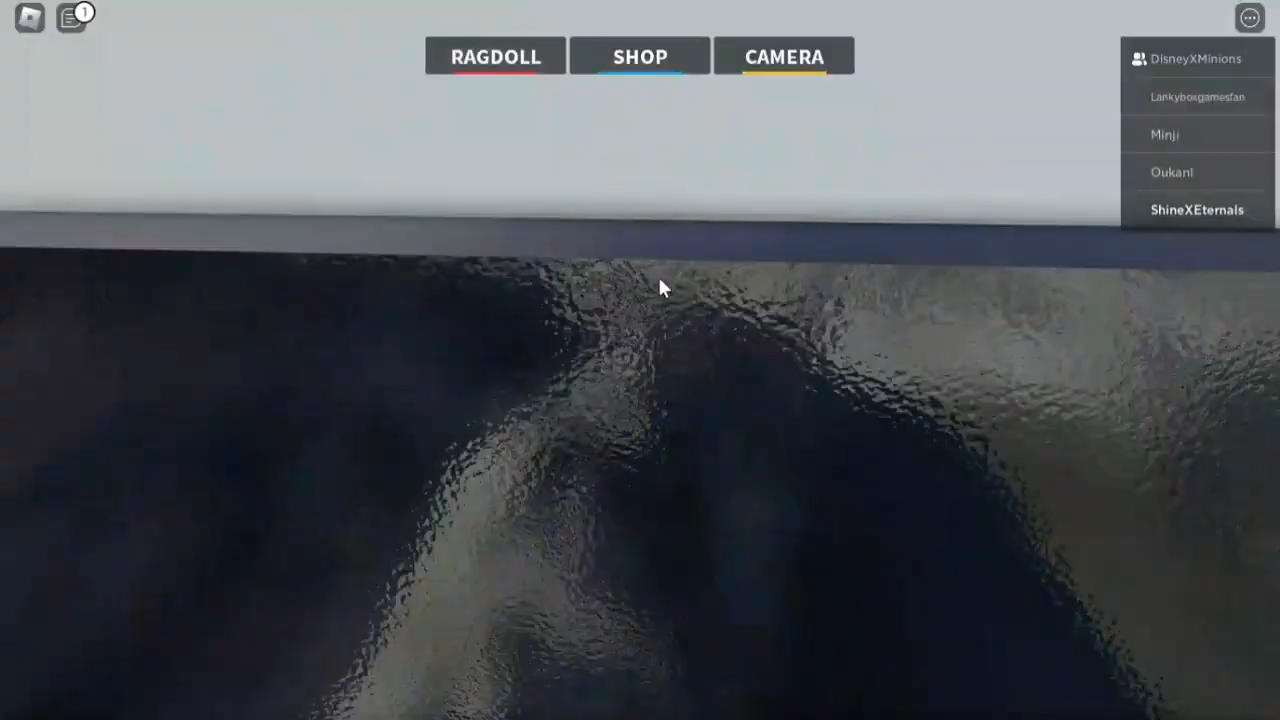 1
RAGDOLL
SHOP
CAMERA
DisneyXMinions
Lankyboxgamesfan
Minji
Oukanl
ShineXEternals